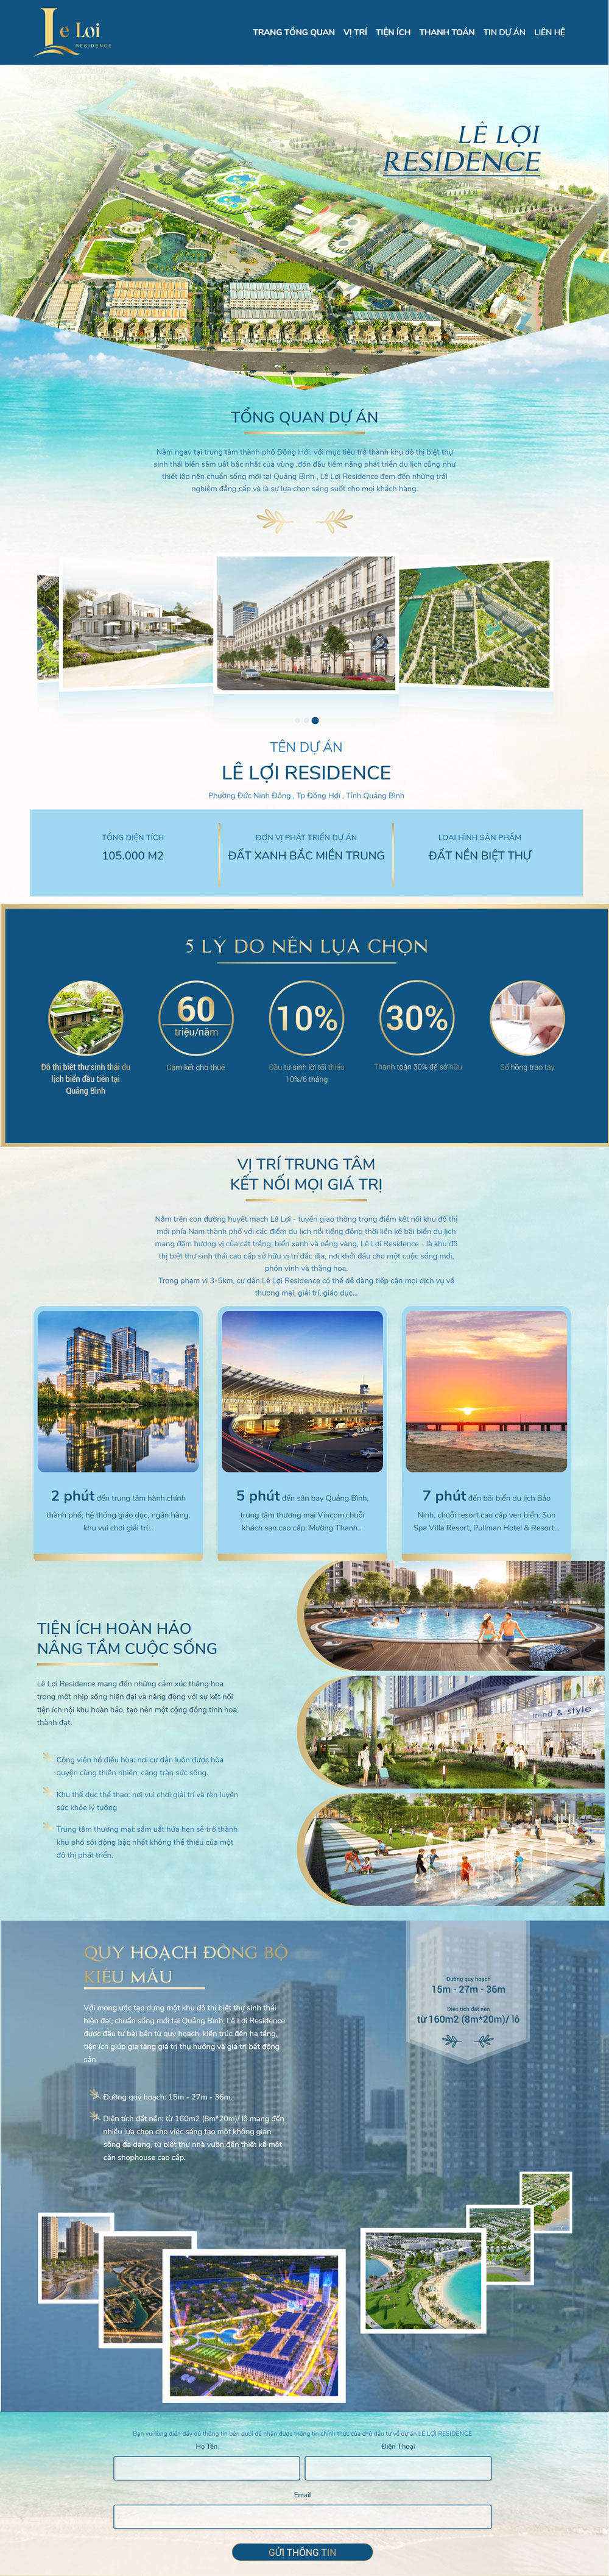 Le Loi
RESIDENCE
TRANG TỔNG QUAN VỊ TRÍ TIỆN ÍCH THANH TOÁN TIN DỰ ÁN LIÊN HỆ
LÊ LỢI
RESIDENCE
TỔNG QUAN DỰ ÁN
Nằm ngay tại trung tâm thành phố Đồng Hới, với mục tiêu trở thành khu đô thị biệt thự
sinh thái biển sầm uất bậc nhất của vùng ,đón đầu tiềm năng phát triển du lịch cũng như
thiết lập nên chuẩn sống mới tại Quảng Bình , Lê Lợi Residence đem đến những trải
nghiệm đẳng cấp và là sự lựa chọn sáng suốt cho mọi khách hàng.
TÊN DỰ ÁN
LÊ LỢI RESIDENCE
Phường Đức Ninh Đông , Tp Đồng Hới , Tỉnh Quảng Bình
TỔNG DIỆN TÍCH
105.000 M2
ĐƠN VỊ PHÁT TRIỂN DỰ ÁN
ĐẤT XANH BẮC MIỀN TRUNG
LOẠI HÌNH SẢN PHẨM
ĐẤT NỀN BIỆT THỰ
5 LÝ DO NÊN LỰA CHỌN
Đô thị biệt thự sinh thái du
lịch biển đầu tiên tại
Quảng Bình
60
triệu/năm
Cam kết cho thuê
10%
Đầu tư sinh lời tối thiểu
10%/6 tháng
30%
Thanh toán 30% để sở hữu
Sổ hồng trao tay
VỊ TRÍ TRUNG TÂM
KẾT NỐI MỌI GIÁ TRỊ
Nằm trên con đường huyết mạch Lê Lợi - tuyến giao thông trọng điểm kết nối khu đô thị
mới phía Nam thành phố với các điểm du lịch nổi tiếng đồng thời liền kề bãi biển du lịch
mang đậm hương vị của cát trắng, biển xanh và nắng vàng, Lê Lợi Residence - là khu đô
thị biệt thự sinh thái cao cấp sở hữu vị trí đắc địa, nơi khởi đầu cho một cuộc sống mới,
phồn vinh và thăng hoa.
Trong phạm vi 3-5km, cư dân Lê Lợi Residence có thể dễ dàng tiếp cận mọi dịch vụ về
thương mại, giải trí, giáo dục...
2 phút đến trung tâm hành chính
thành phố; hệ thống giáo dục, ngân hàng,
khu vui chơi giải trí...
5 phút đến sân bay Quảng Bình,
trung tâm thương mại Vincom,chuỗi
khách sạn cao cấp: Mường Thanh...
7 phút đến bãi biển du lịch Bảo
Ninh, chuỗi resort cao cấp ven biển: Sun
Spa Villa Resort, Pullman Hotel & Resort...
TIỆN ÍCH HOÀN HẢO
NÂNG TẦM CUỘC SỐNG
Lê Lợi Residence mang đến những cảm xúc thăng hoa
trong một nhịp sống hiện đại và năng động với sự kết nối
tiện ích nội khu hoàn hảo, tạo nên một cộng đồng tinh hoa,
thành đạt.
Công viên hồ điều hòa: nơi cư dân luôn được hòa
quyện cùng thiên nhiên; căng tràn sức sống.
Khu thể dục thể thao: nơi vui chơi giải trí và rèn luyện
sức khỏe lý tưởng
Trung tâm thương mại: sầm uất hứa hẹn sẽ trở thành
khu phố sôi động bậc nhất không thể thiếu của một
đô thị phát triển.
trend & style
QUY HOẠCH ĐỒNG BỘ
KIỂU MẪU
Với mong ước tạo dựng một khu đô thị biệt thự sinh thái
hiện đại, chuẩn sống mới tại Quảng Bình; Lê Lợi Residence
được đầu tư bài bản từ quy hoạch, kiến trúc đến hạ tầng,
tiện ích giúp gia tăng giá trị thụ hưởng và giá trị bất động
sản
Đường quy hoạch: 15m - 27m - 36m.
Diện tích đất nền: từ 160m2 (8m*20m)/ lô mang đến
nhiều lựa chọn cho việc sáng tạo một không gian
sống đa dạng, từ biệt thự nhà vườn đến thiết kế một
căn shophouse cao cấp.
Đường quy hoạch
15m - 27m - 36m
Diện tích đất nền
từ 160m2 (8m*20m)/ lô
Bạn vui lòng điền đầy đủ thông tin bên dưới để nhận được thông tin chính thức của chủ đầu tư về dự án LÊ LỢI RESIDENCE
Họ Tên
Điện Thoại
Email
GỬI THÔNG TIN